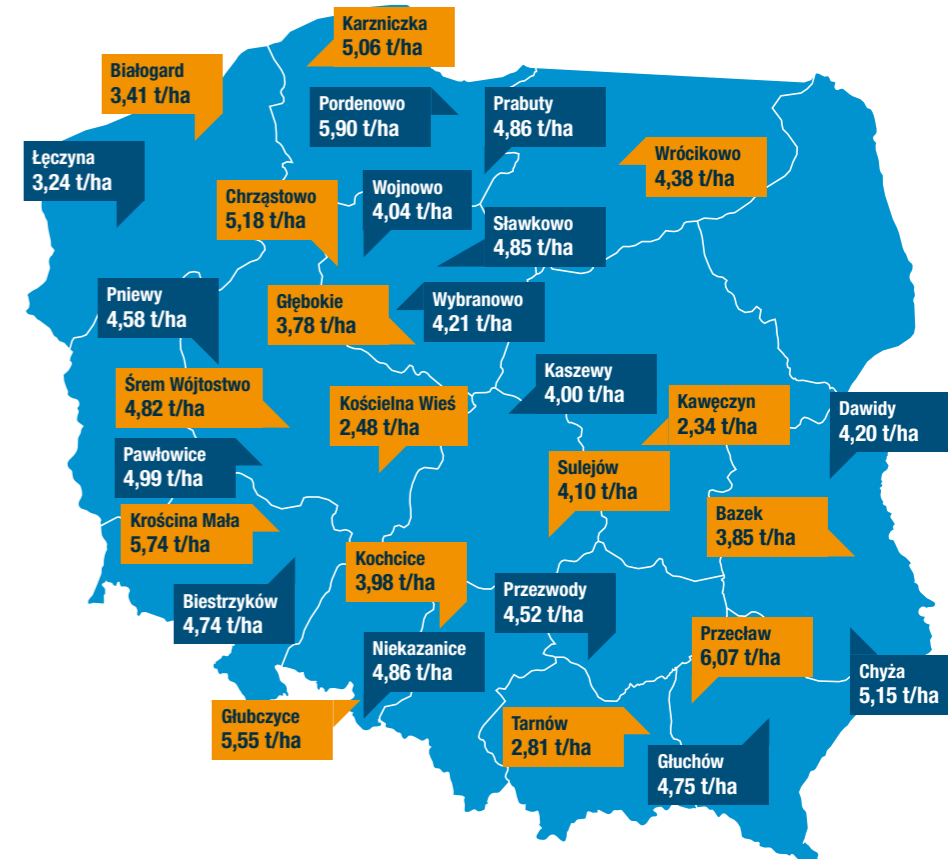 Karzniczka
5,06 t/ha
Białogard
3,41 t/ha
Pordenowo
5,90 t/ha
Prabuty
4,86 t/ha
Łęczyna
3,24 t/ha
Wrócikowo
4,38 t/ha
Chrząstowo
5,18 t/ha
Wojnowo
4,04 t/ha
Sławkowo
4,85 t/ha
Pniewy
4,58 t/ha
Głębokie
3,78 t/ha
Wybranowo
4,21 t/ha
Śrem Wójtostwo
4,82 t/ha
Kościelna Wieś
2,48 t/ha
Kaszewy
4,00 t/ha
Kawęczyn
2,34 t/ha
Dawidy
4,20 t/ha
Pawłowice
4,99 t/ha
Sulejów
4,10 t/ha
Krościna Mała
5,74 t/ha
Bazek
3,85 t/ha
Kochcice
3,98 t/ha
Biestrzyków
4,74 t/ha
Przezwody
4,52 t/ha
Niekazanice
4,86 t/ha
Przecław
6,07 t/ha
Chyża
5,15 t/ha
Głubczyce
5,55 t/ha
Tarnów
2,81 t/ha
Głuchów
4,75 t/ha